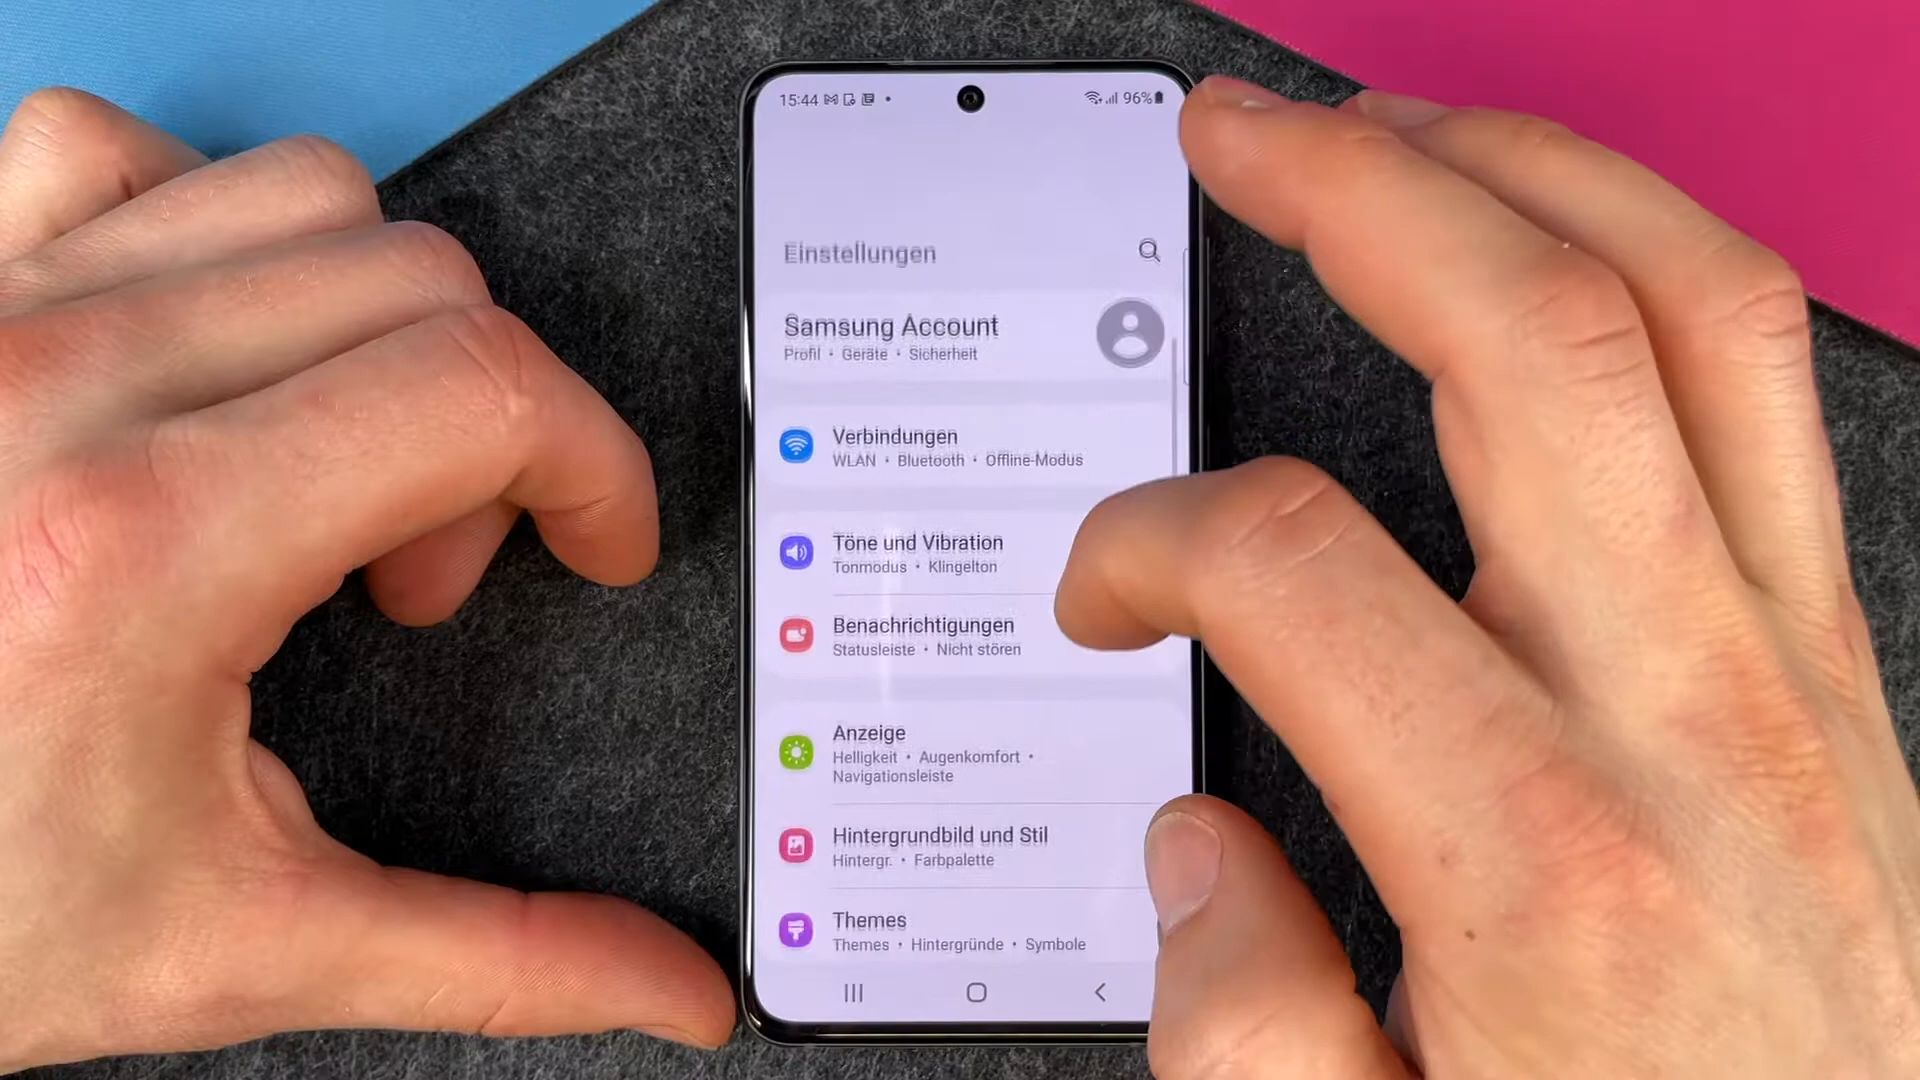 15:44
96%
Einstellungen
Samsung Account
Profil • Geräte • Sicherheit
Verbindungen
WLAN • Bluetooth • Offline-Modus
Töne und Vibration
Tonmodus • Klingelton
Benachrichtigungen
Statusleiste • Nicht stören
Anzeige
Helligkeit • Augenkomfort •
Navigationsleiste
Hintergrundbild und Stil
Hintergr. • Farbpalette
Themes
Themes • Hintergründe • Symbole